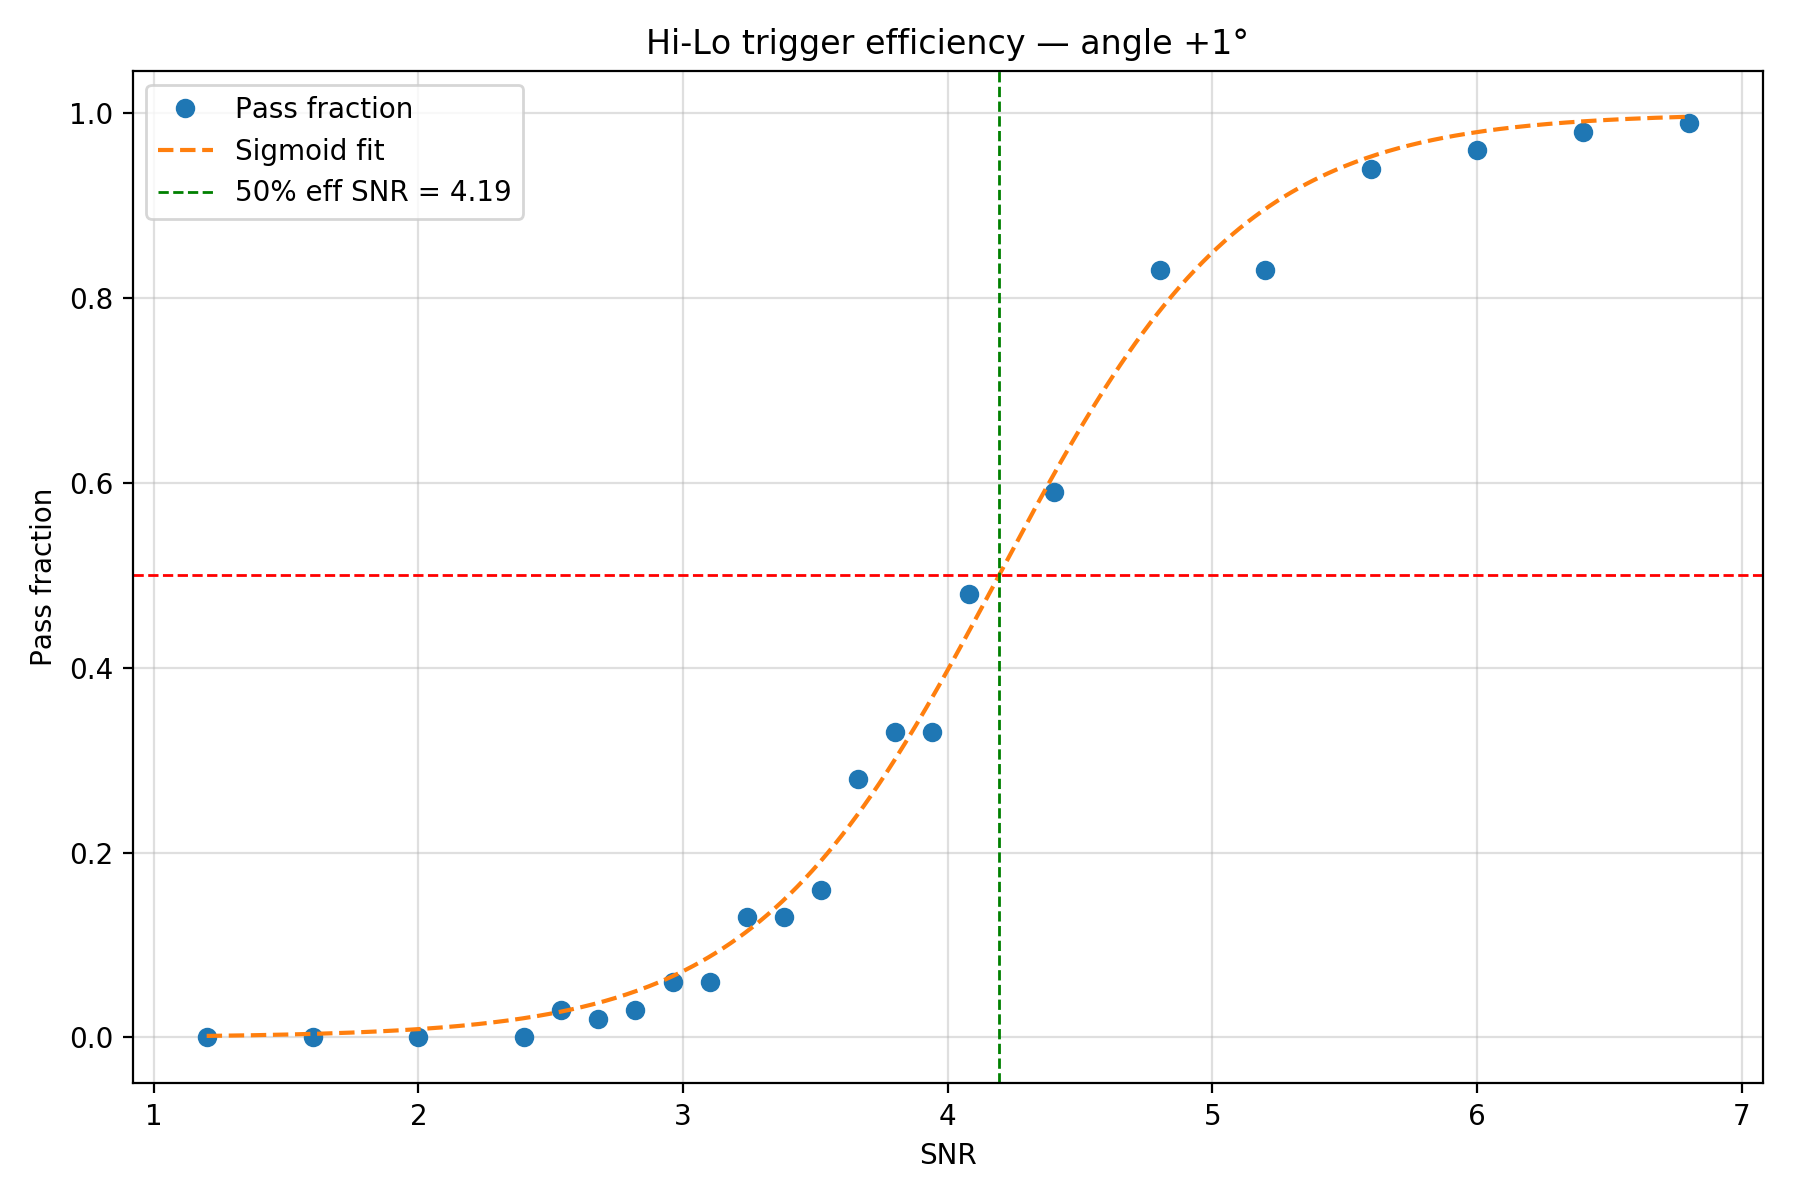 Hi-Lo trigger efficiency — angle +1°
Pass fraction
Sigmoid fit
50% eff SNR = 4.19
Pass fraction
1.0
0.8
0.6
0.4
0.2
0.0
1 2 3 4 5 6 7
SNR